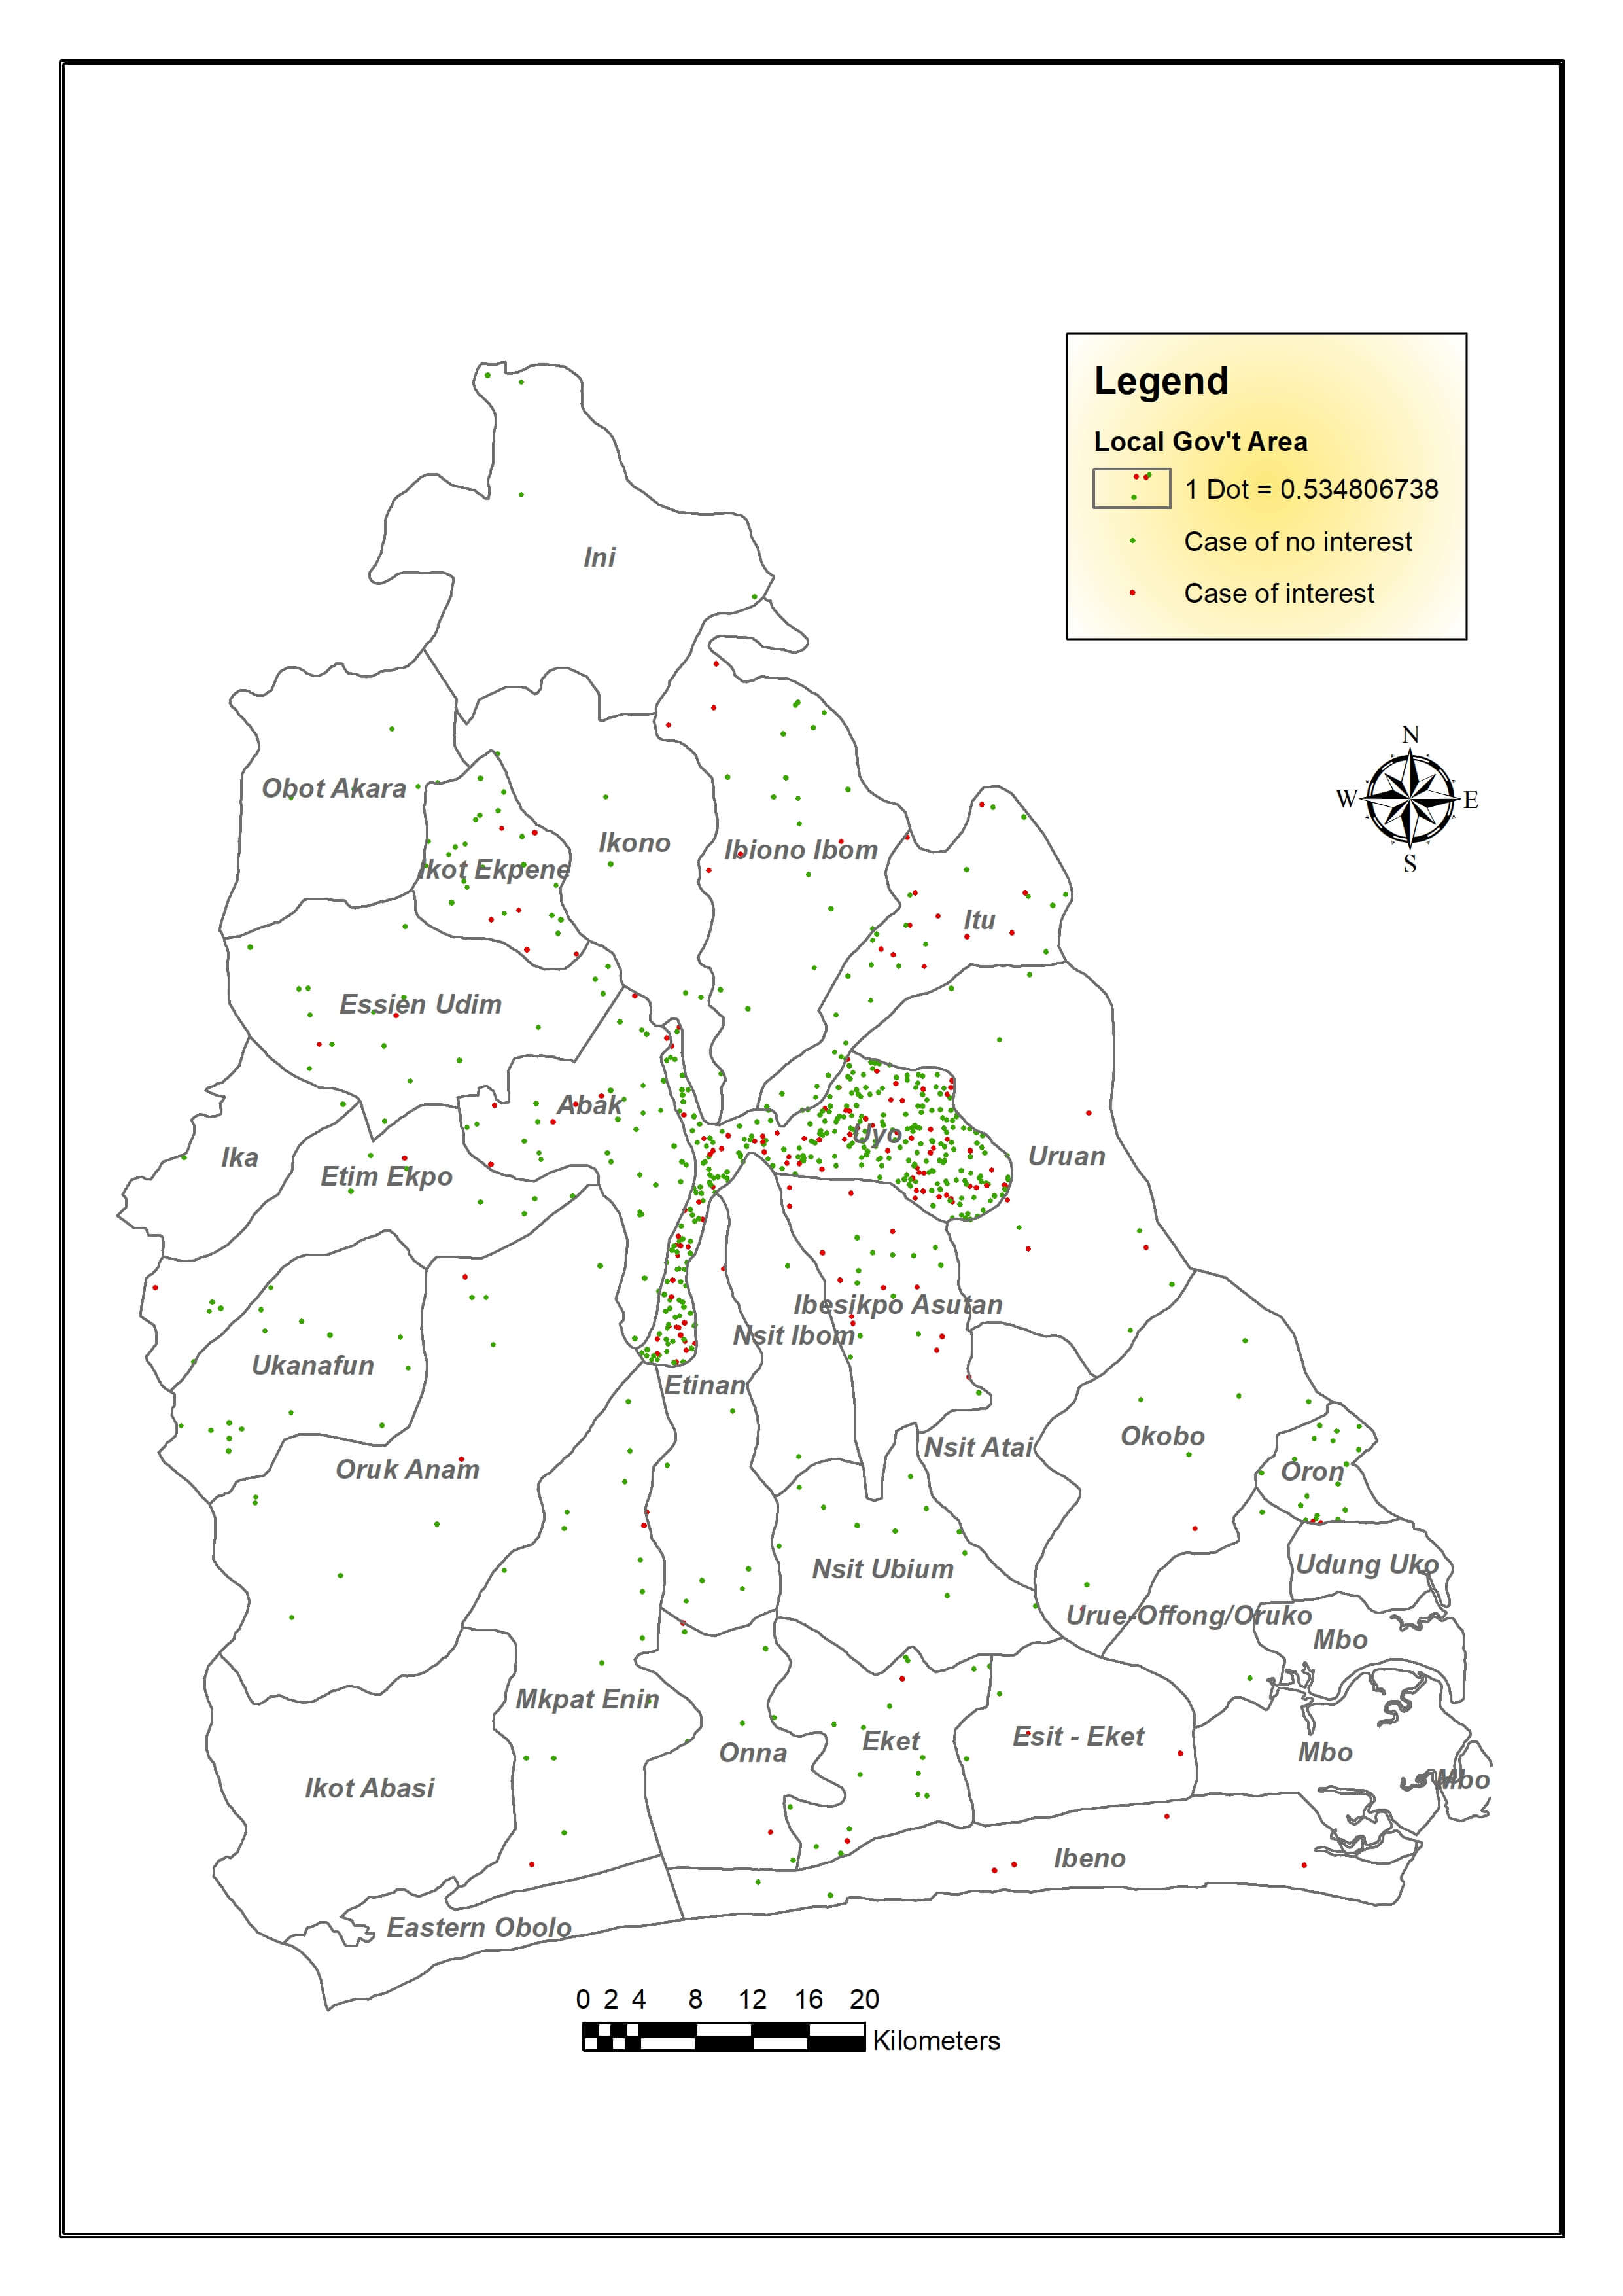 Legend
Local Gov't Area
1 Dot = 0.534806738
Case of no interest
Case of interest
Ini
N
W
E
S
Obot Akara
Ikono
Ibiono Ibom
Ikot Ekpene
Itu
Essien Udim
Abak
Uyo
Ika
Etim Ekpo
Uruan
Ibesikpo Asutan
Nsit Ibom
Ukanafun
Etinan
Okobo
Nsit Atai
Oruk Anam
Oron
Nsit Ubium
Udung Uko
Urue-Offong/Oruko
Mbo
Mkpat Enin
Esit - Eket
Eket
Onna
Mbo
Mbo
Ikot Abasi
Ibeno
Eastern Obolo
0 2 4 8 12 16 20
Kilometers